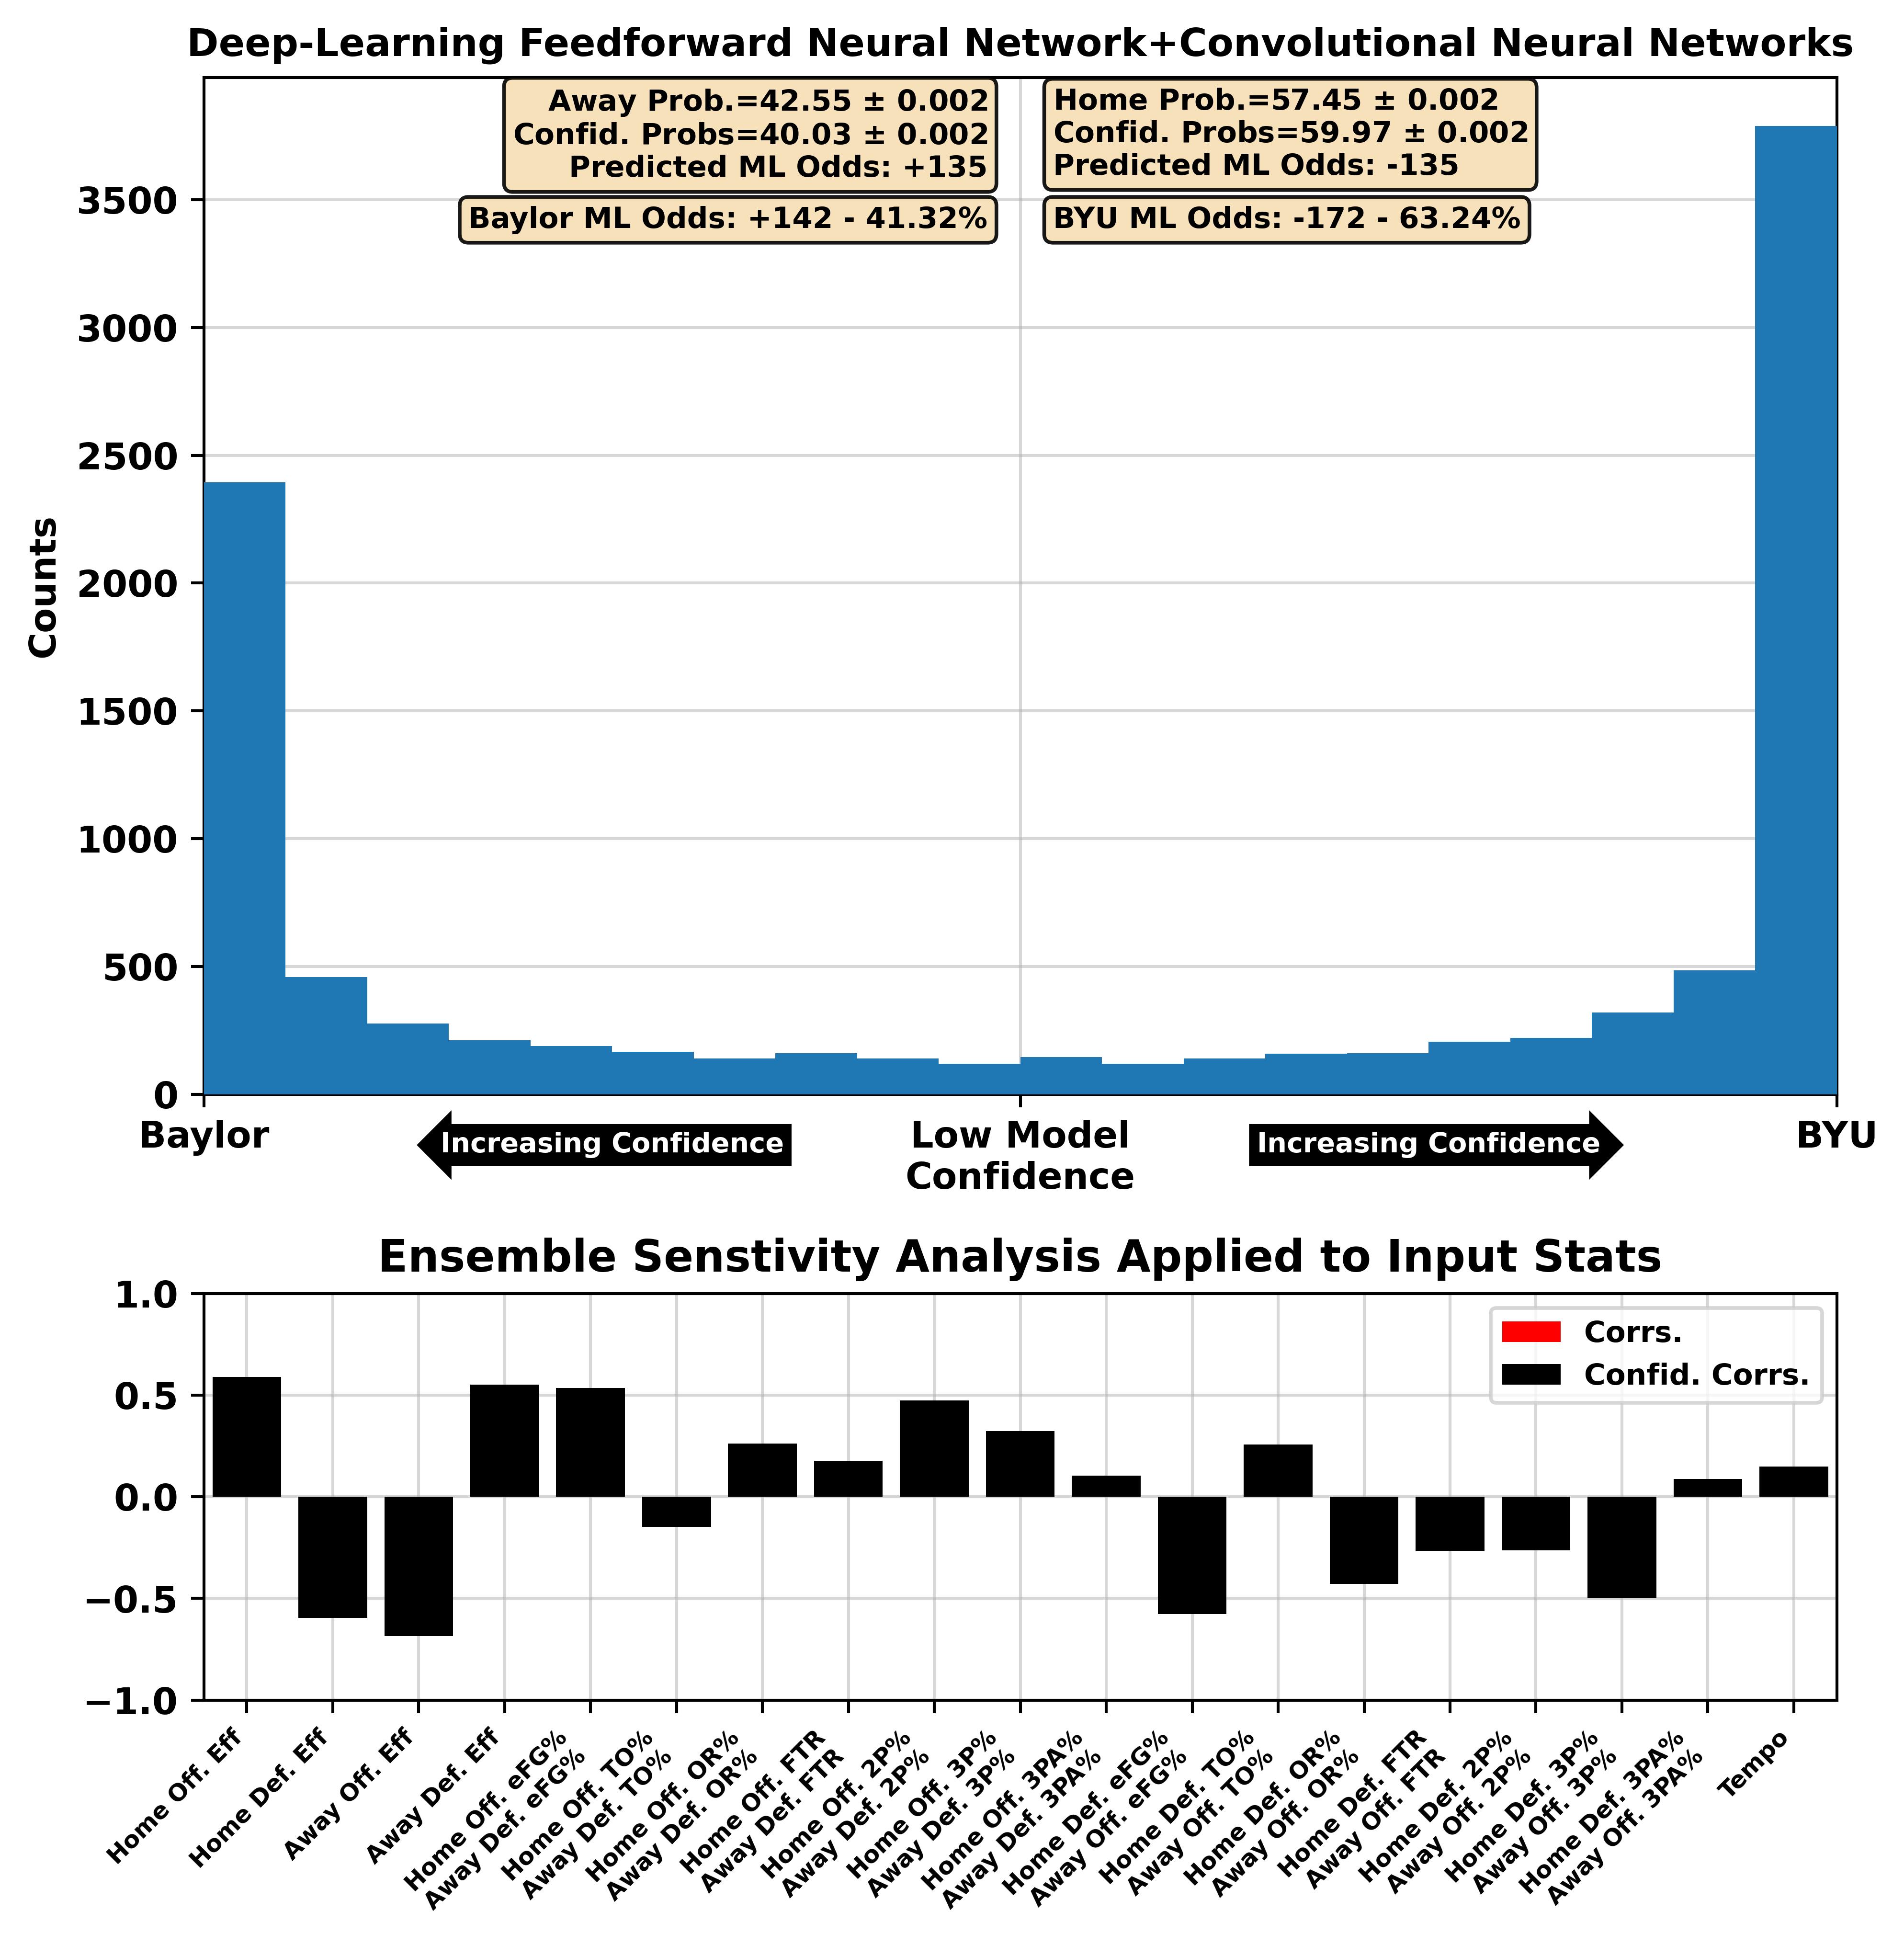 Deep-Learning Feedforward Neural Network+Convolutional Neural Networks
Away Prob.=42.55 ± 0.002
Confid. Probs=40.03 ± 0.002
Predicted ML Odds: +135
Baylor ML Odds: +142 - 41.32%
Home Prob.=57.45 ± 0.002
Confid. Probs=59.97 ± 0.002
Predicted ML Odds: -135
BYU ML Odds: -172 - 63.24%
Counts
3500
3000
2500
2000
1500
1000
500
0
Baylor
Increasing Confidence
Low Model
Confidence
Increasing Confidence
BYU
Ensemble Senstivity Analysis Applied to Input Stats
1.0
0.5
0.0
−0.5
−1.0
Corrs.
Confid. Corrs.
Home Off. Eff
Home Def. Eff
Away Off. Eff
Away Def. Eff
Home Off. eFG%
Away Def. eFG%
Home Off. TO%
Away Def. TO%
Home Off. OR%
Away Def. OR%
Home Off. FTR
Away Def. FTR
Home Off. 2P%
Away Def. 2P%
Home Off. 3P%
Away Def. 3P%
Home Off. 3PA%
Away Def. 3PA%
Home Def. eFG%
Away Off. eFG%
Home Def. TO%
Away Off. TO%
Home Def. OR%
Away Off. OR%
Home Def. FTR
Away Off. FTR
Home Def. 2P%
Away Off. 2P%
Home Def. 3P%
Away Off. 3P%
Home Def. 3PA%
Away Off. 3PA%
Tempo